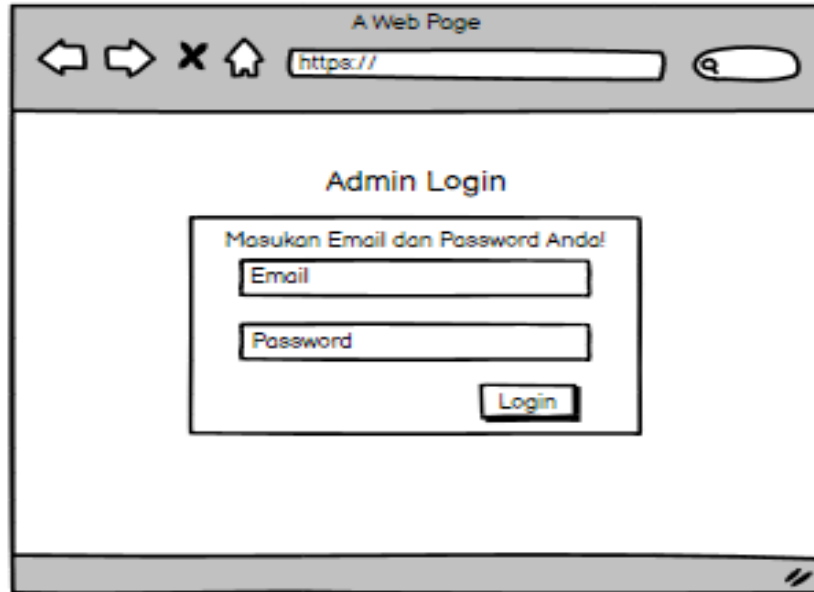 A Web Page
https://
Admin Login
Masukan Email dan Password Anda!
Email
Password
Login